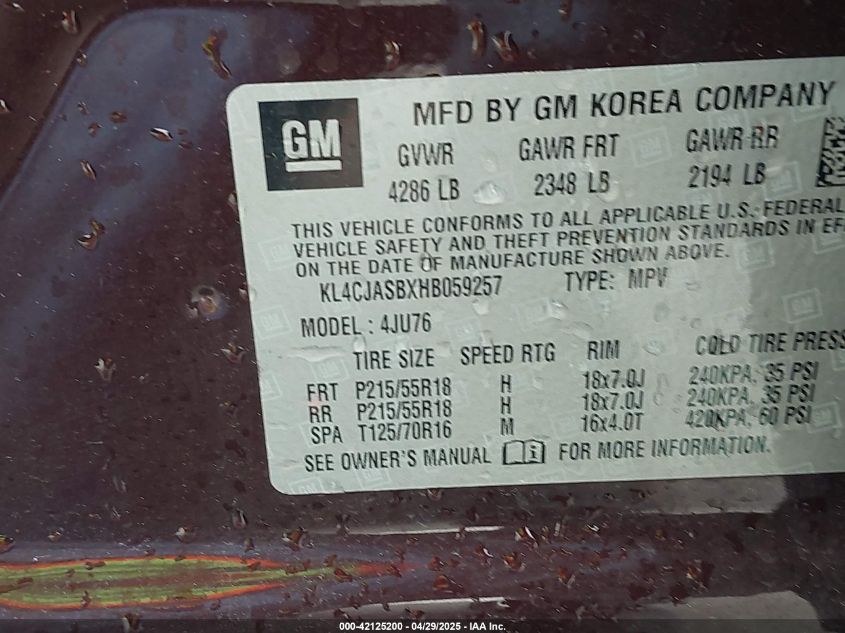 GM
MFD BY GM KOREA COMPANY
GVWR GAWR FRT GAWR RR
4286 LB 2348 LB 2194 LB
THIS VEHICLE CONFORMS TO ALL APPLICABLE U.S. FEDERAL
VEHICLE SAFETY AND THEFT PREVENTION STANDARDS IN EF
ON THE DATE OF MANUFACTURE SHOWN ABOVE.
KL4CJASBXHB059257 TYPE: MPV
MODEL : 4JU76
TIRE SIZE SPEED RTG RIM COLD TIRE PRESS
FRT P215/55R18 H 18x7.0J 240KPA, 35 PSI
RR P215/55R18 H 18x7.0J 240KPA, 35 PSI
SPA T125/70R16 M 16x4.0T 420KPA, 60 PSI
SEE OWNER'S MANUAL FOR MORE INFORMATION.
000-42125200 - 04/29/2025 - IAA Inc.